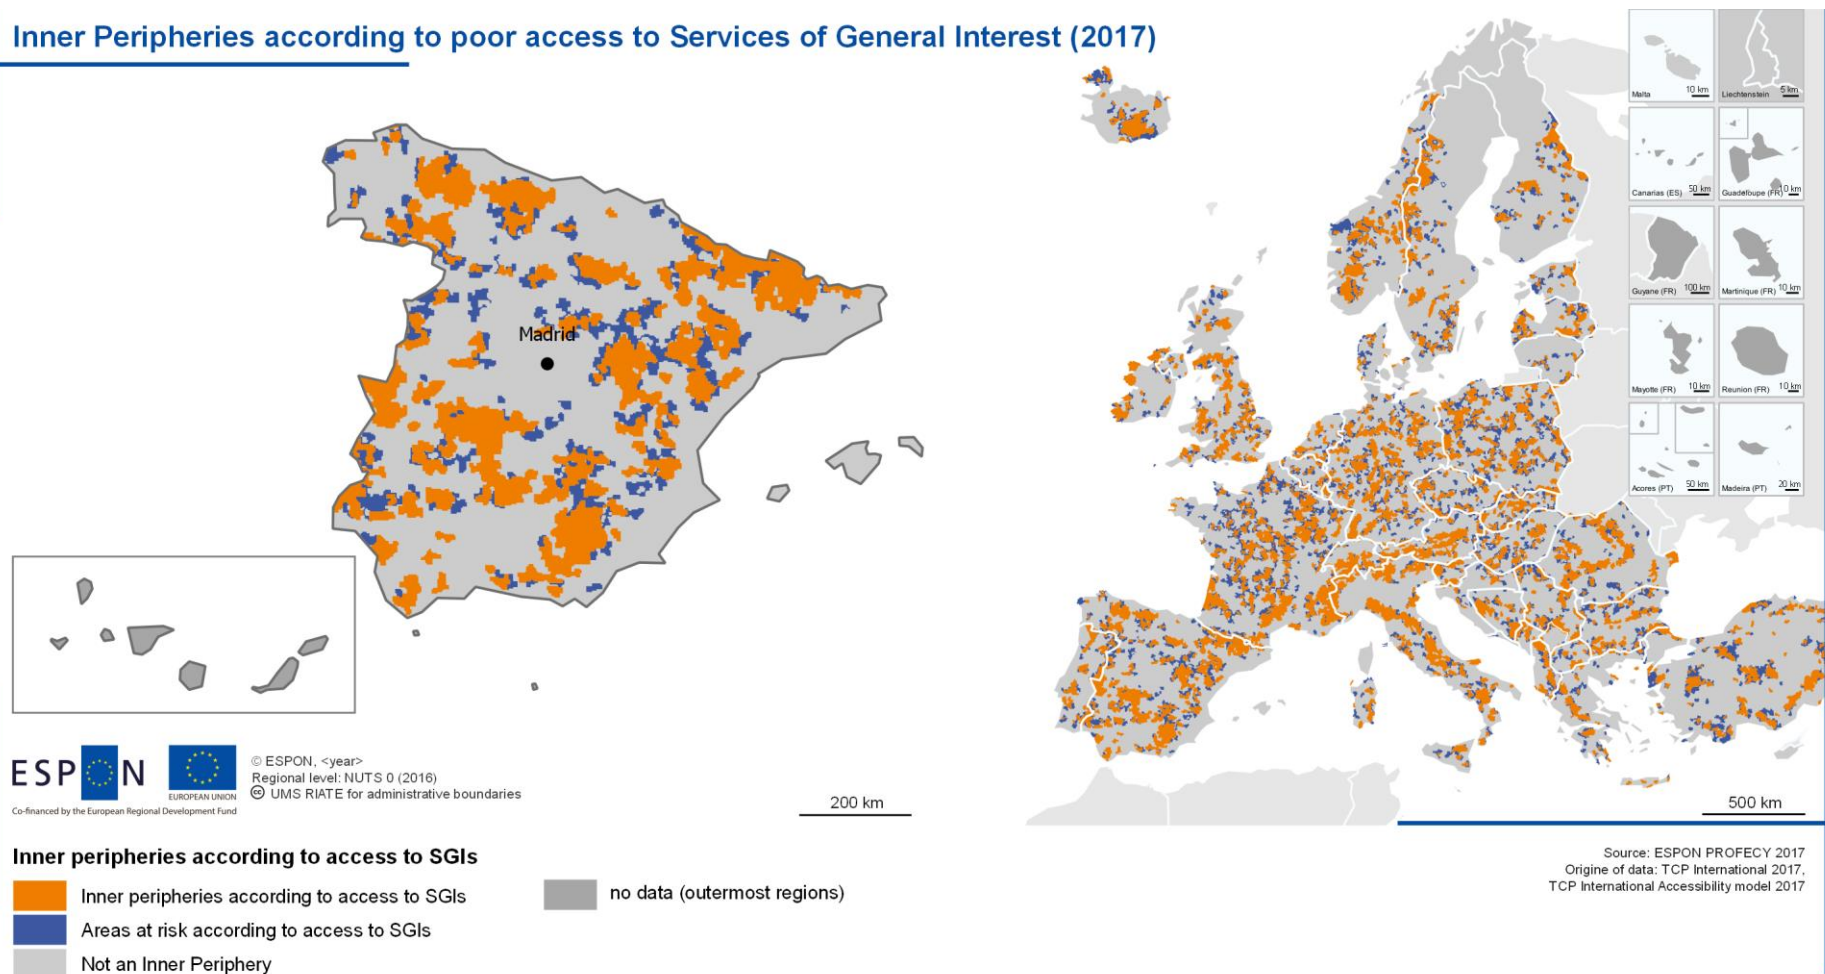 Inner Peripheries according to poor access to Services of General Interest (2017)
Malta
10 km
Liechtenstein
5 km
Canarias (ES)
50 km
Guadeloupe (FR)
10 km
Guyane (FR)
100 km
Martinique (FR)
10 km
Mayotte (FR)
10 km
Reunion (FR)
10 km
Acores (PT)
50 km
Madeira (PT)
20 km
Madrid
ESPON
EUROPEAN UNION
Co-financed by the European Regional Development Fund
© ESPON, <year>
Regional level: NUTS 0 (2016)
cc UMS RIATE for administrative boundaries
200 km
500 km
Source: ESPON PROFECY 2017
Origine of data: TCP International 2017,
TCP International Accessibility model 2017
Inner peripheries according to access to SGIs
Inner peripheries according to access to SGIs
Areas at risk according to access to SGIs
Not an Inner Periphery
no data (outermost regions)